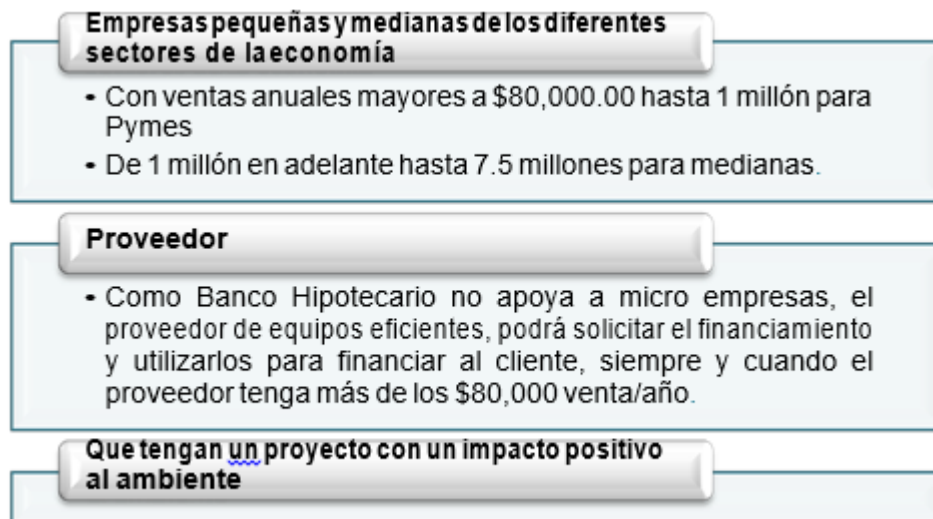 Empresas pequeñas y medianas de los diferentes
sectores de la economía
• Con ventas anuales mayores a $80,000.00 hasta 1 millón para
Pymes
• De 1 millón en adelante hasta 7.5 millones para medianas.
Proveedor
• Como Banco Hipotecario no apoya a micro empresas, el
proveedor de equipos eficientes, podrá solicitar el financiamiento
y utilizarlos para financiar al cliente, siempre y cuando el
proveedor tenga más de los $80,000 venta/año.
Que tengan un proyecto con un impacto positivo
al ambiente